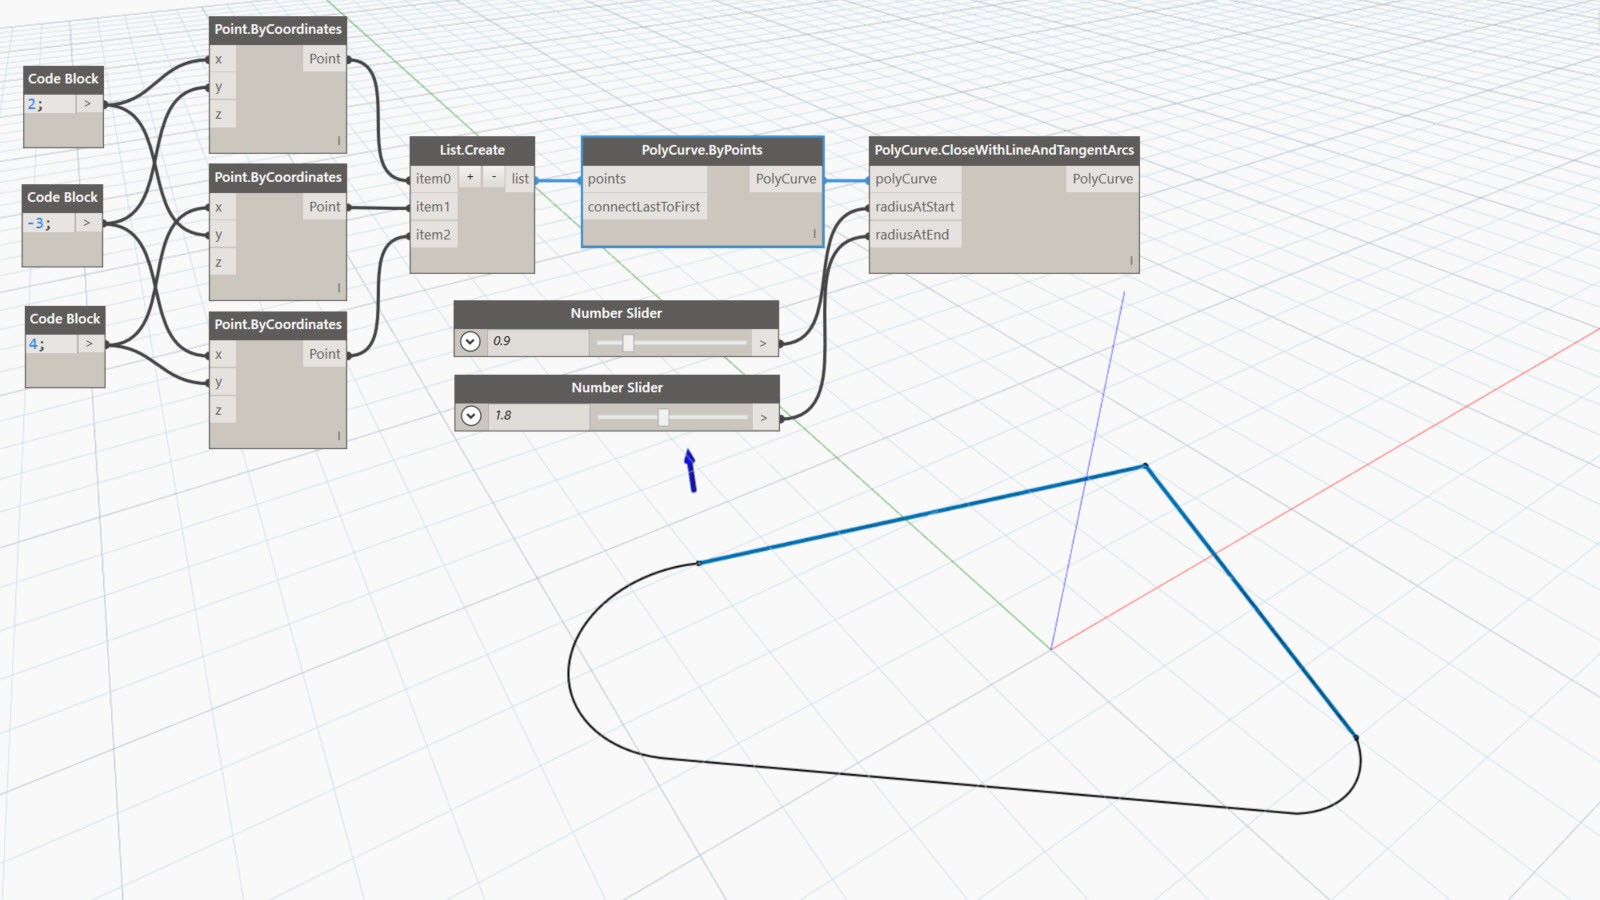 Code Block
2; >
Code Block
-3; >
Code Block
4; >
Point.ByCoordinates
x Point
y
z
l
Point.ByCoordinates
x Point
y
z
l
Point.ByCoordinates
x Point
y
z
l
List.Create
item0 + - list
item1
item2
PolyCurve.ByPoints
points PolyCurve
connectLastToFirst
l
PolyCurve.CloseWithLineAndTangentArcs
polyCurve PolyCurve
radiusAtStart
radiusAtEnd
l
Number Slider
0.9 >
Number Slider
1.8 >